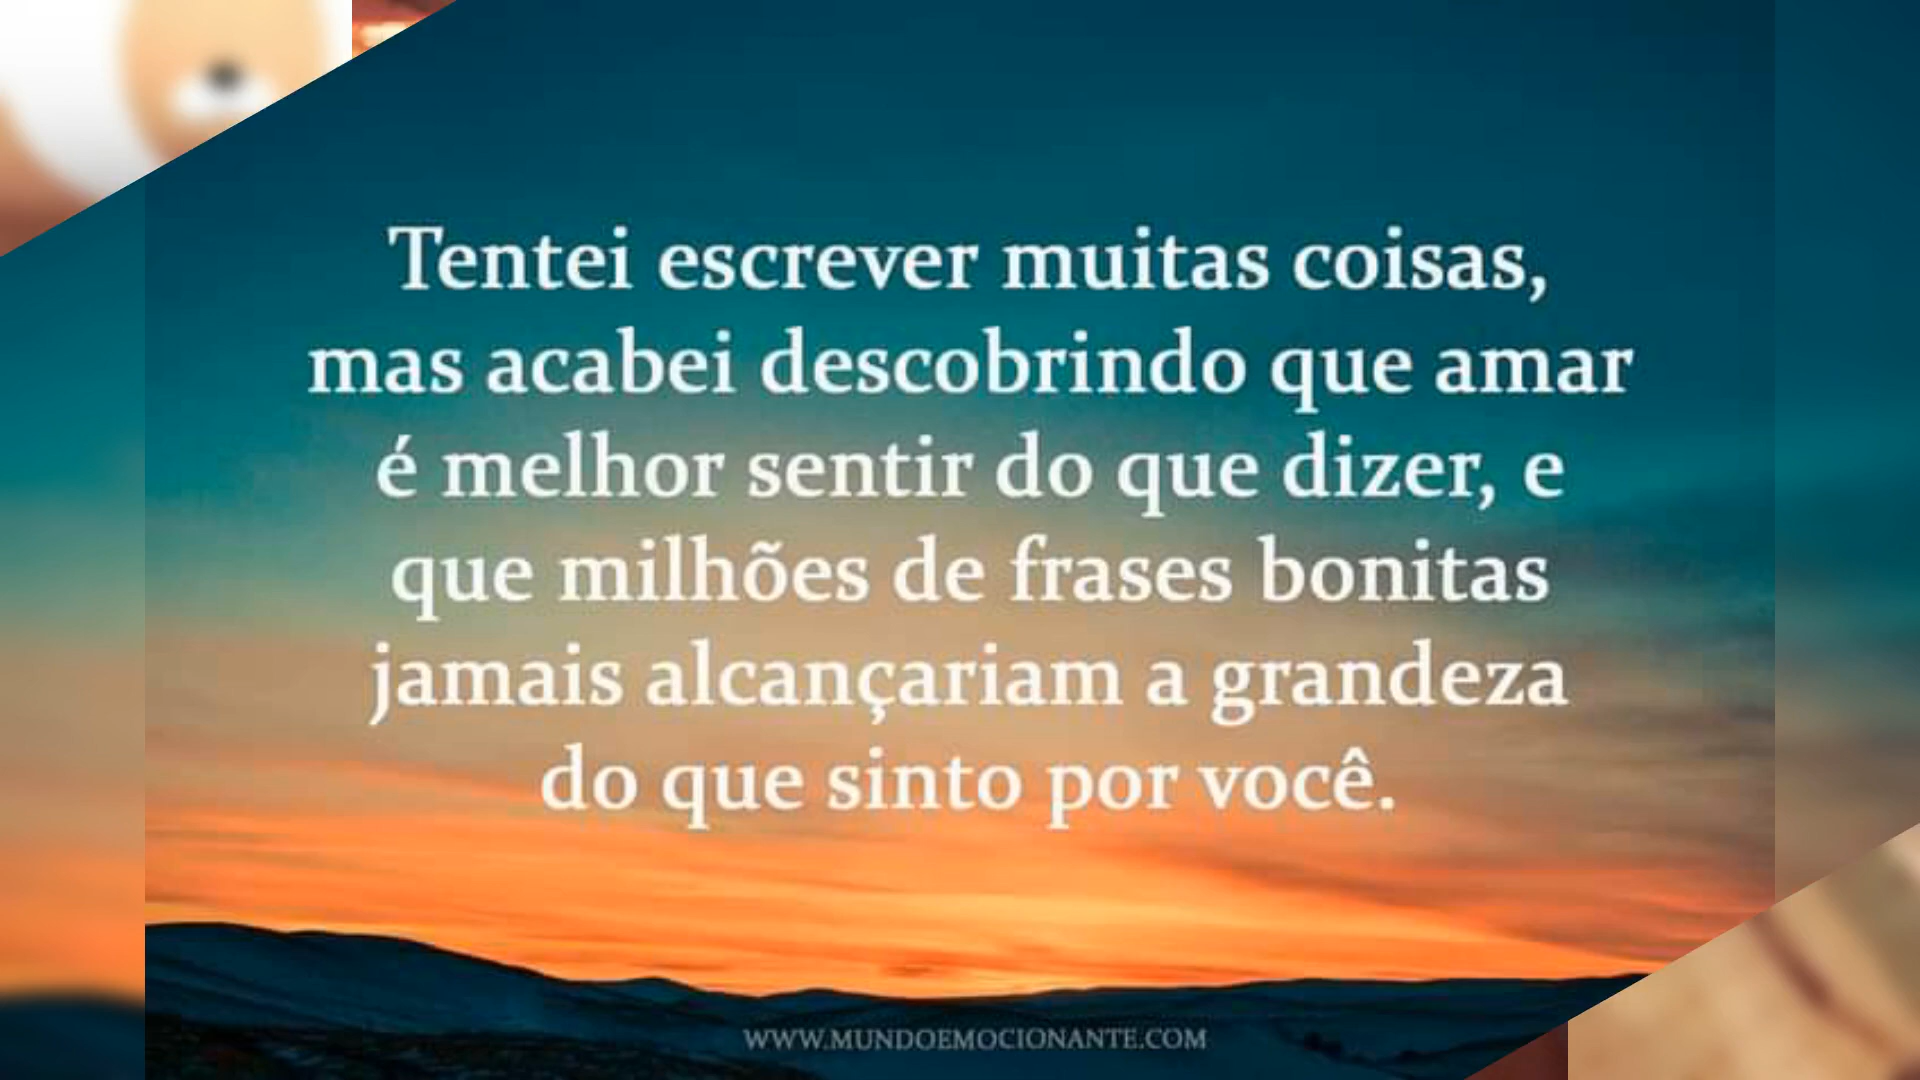 Tentei escrever muitas coisas,
mas acabei descobrindo que amar
é melhor sentir do que dizer, e
que milhões de frases bonitas
jamais alcançariam a grandeza
do que sinto por você.
WWW.MUNDOEMOCIONANTE.COM